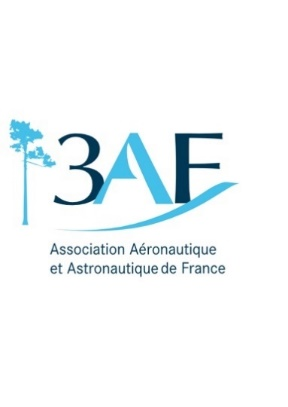 3AF
Association Aéronautique
et Astronautique de France